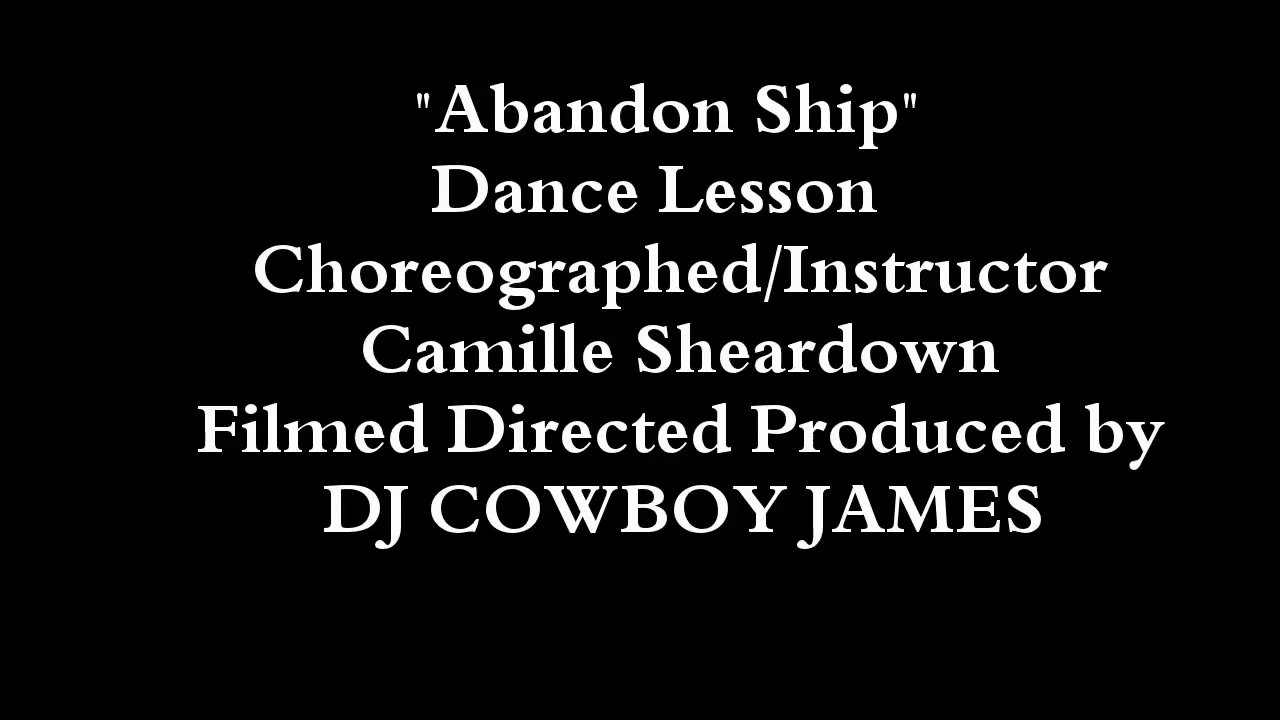 "Abandon Ship"
Dance Lesson
Choreographed/Instructor
Camille Sheardown
Filmed Directed Produced by
DJ COWBOY JAMES